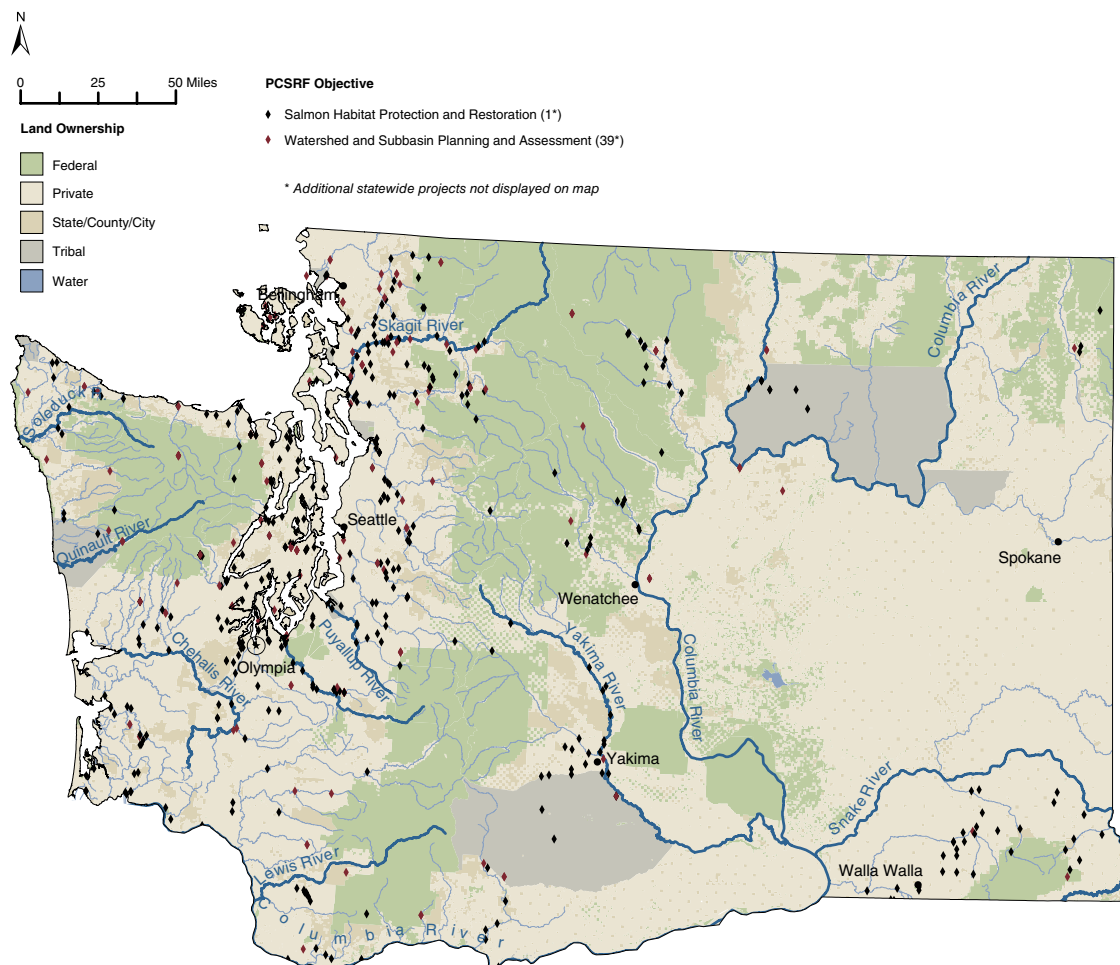 N
0 25 50 Miles
PCSRF Objective
Salmon Habitat Protection and Restoration (1*)
Watershed and Subbasin Planning and Assessment (39*)
* Additional statewide projects not displayed on map
Land Ownership
Federal
Private
State/County/City
Tribal
Water
Bellingham
Skagit River
Columbia River
Soleduck R
Seattle
Quinault River
Spokane
Wenatchee
Puyallup River
Yakima River
Columbia River
Chehalis River
Olympia
Yakima
Snake River
Walla Walla
Lewis River
Columbia River